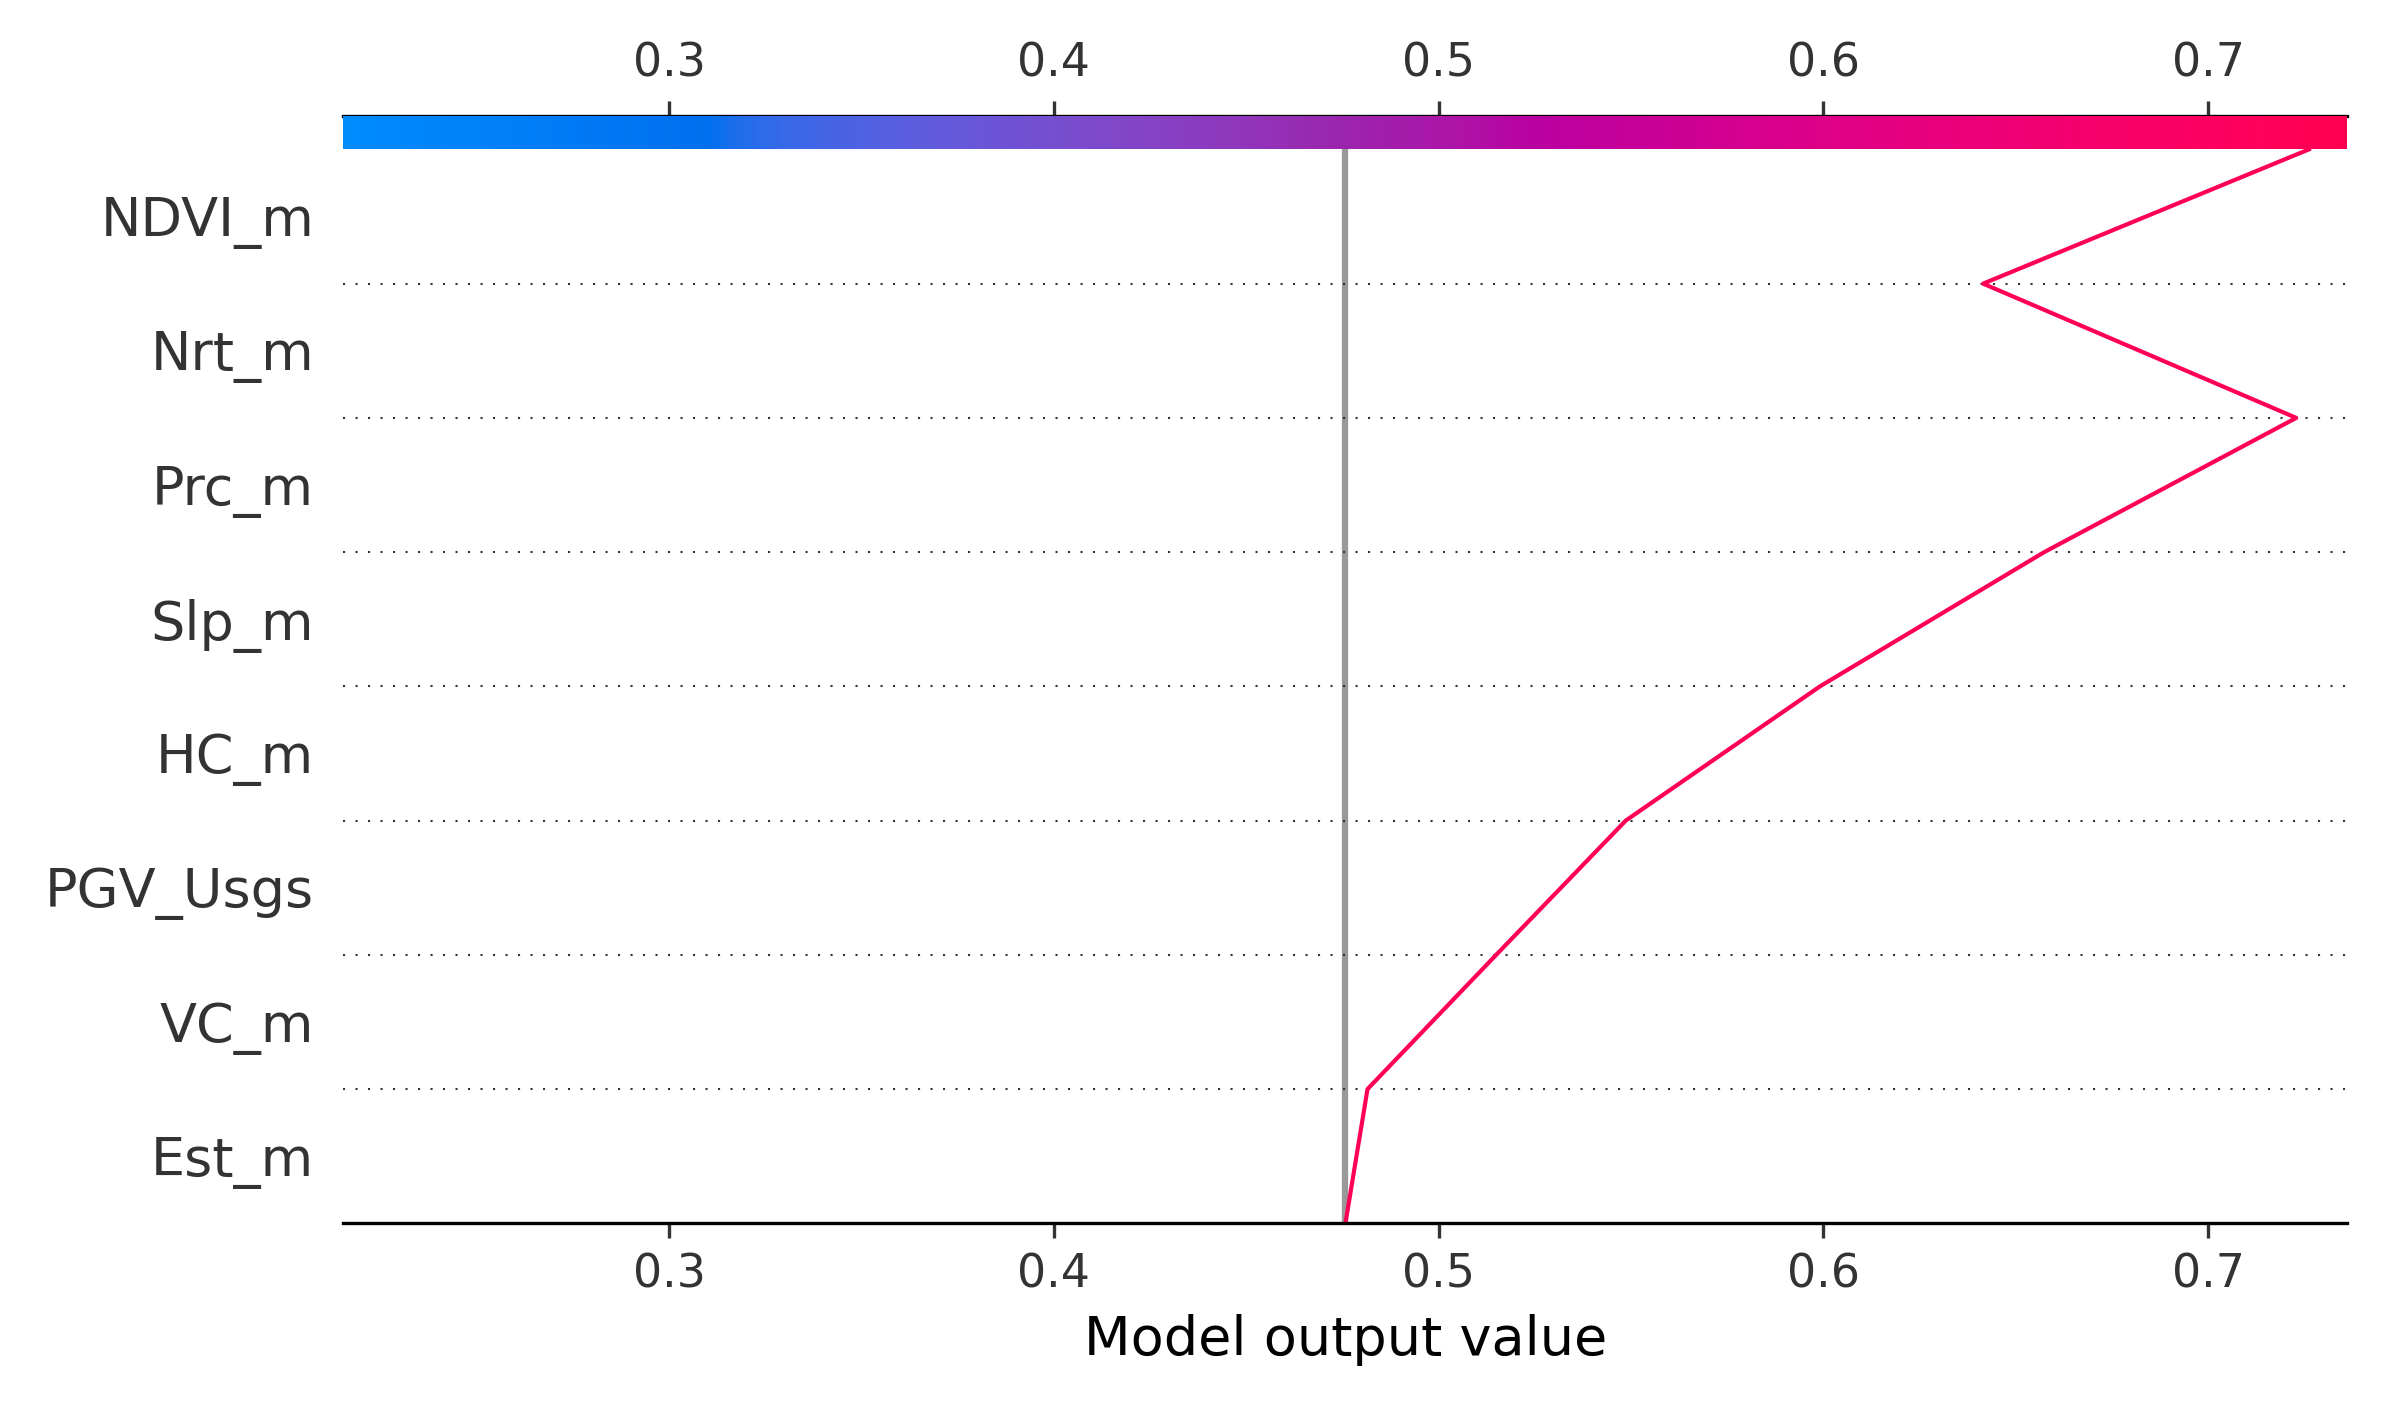 0.3 0.4 0.5 0.6 0.7
NDVI_m
Nrt_m
Prc_m
Slp_m
HC_m
PGV_Usgs
VC_m
Est_m
0.3 0.4 0.5 0.6 0.7
Model output value